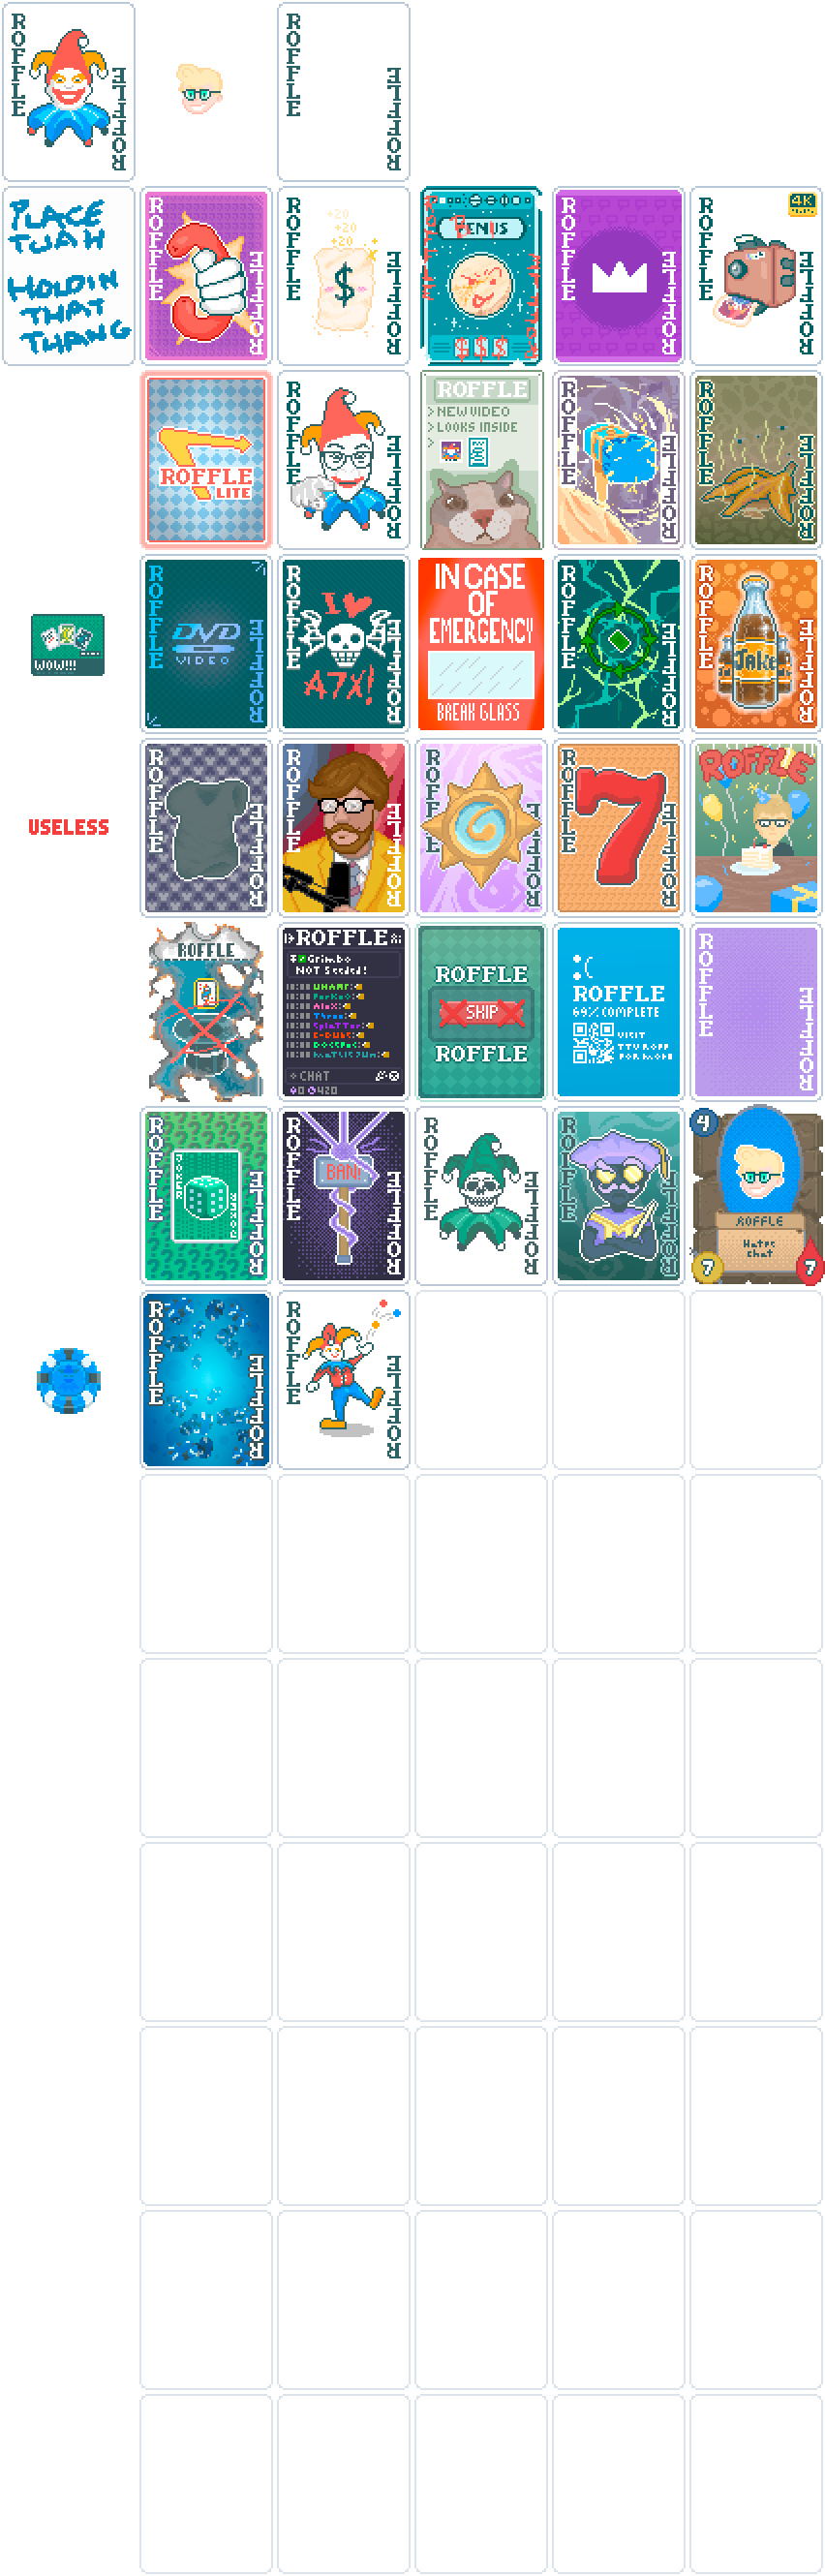 ROFFLE
ROFFLE
ROFFLE
ROFFLE
PLACE
TUAH
HOLDIN
THAT
THANG
ROFFLE
ROFFLE
ROFFLE
ROFFLE
+20
+20
+20
$
PENUS
$$$
ROFFLE
ROFFLE
ROFFLE
ROFFLE
4K
ROFFLE
LITE
ROFFLE
ROFFLE
ROFFLE
> NEW VIDEO
> LOOKS INSIDE
>
ROFFLE
ROFFLE
ROFFLE
ROFFLE
WOW!!!
ROFFLE
ROFFLE
DVD
VIDEO
ROFFLE
ROFFLE
I ♥
A7X!
IN CASE
OF
EMERGENCY
BREAK GLASS
ROFFLE
ROFFLE
ROFFLE
ROFFLE
Jake
USELESS
ROFFLE
ROFFLE
ROFFLE
ROFFLE
ROFFLE
ROFFLE
ROFFLE
ROFFLE
7
ROFFLE
ROFFLE
ROFFLE
Grimbo
NOT Seeded!
CHAT
420
ROFFLE
SKIP
ROFFLE
:(
ROFFLE
69% COMPLETE
VISIT
TTV ROFF
FOR MORE
ROFFLE
ROFFLE
ROFFLE
ROFFLE
JOKER
JOKER
ROFFLE
ROFFLE
BAN!
ROFFLE
ROFFLE
ROFFLE
ROFFLE
4
ROFFLE
Hates
chat
7
7
ROFFLE
ROFFLE
ROFFLE
ROFFLE